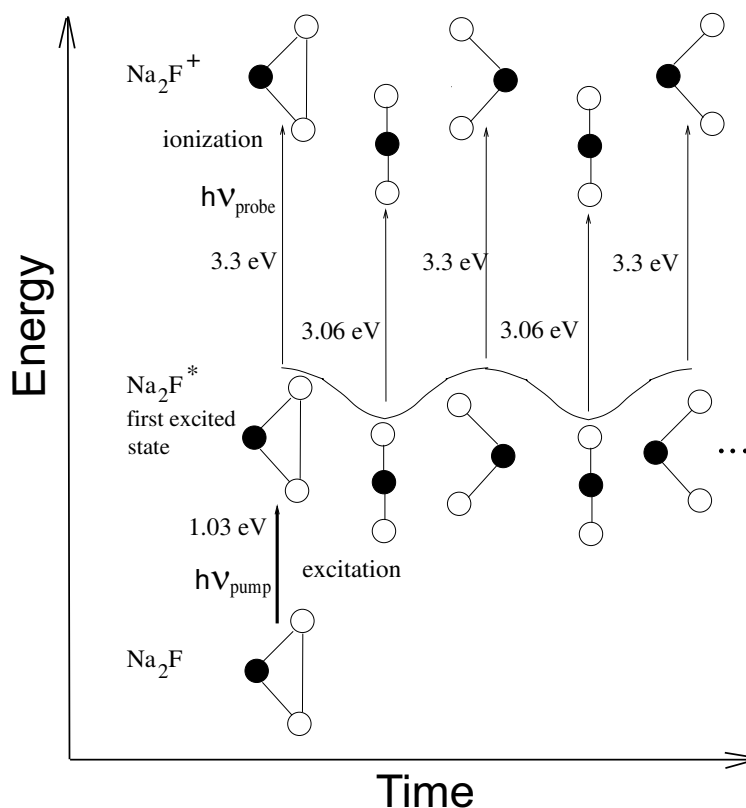 Na2F+
ionization
hνprobe
3.3 eV
3.3 eV
3.3 eV
3.06 eV
3.06 eV
Energy
Na2F*
first excited
state
...
1.03 eV
hνpump
excitation
Na2F
Time